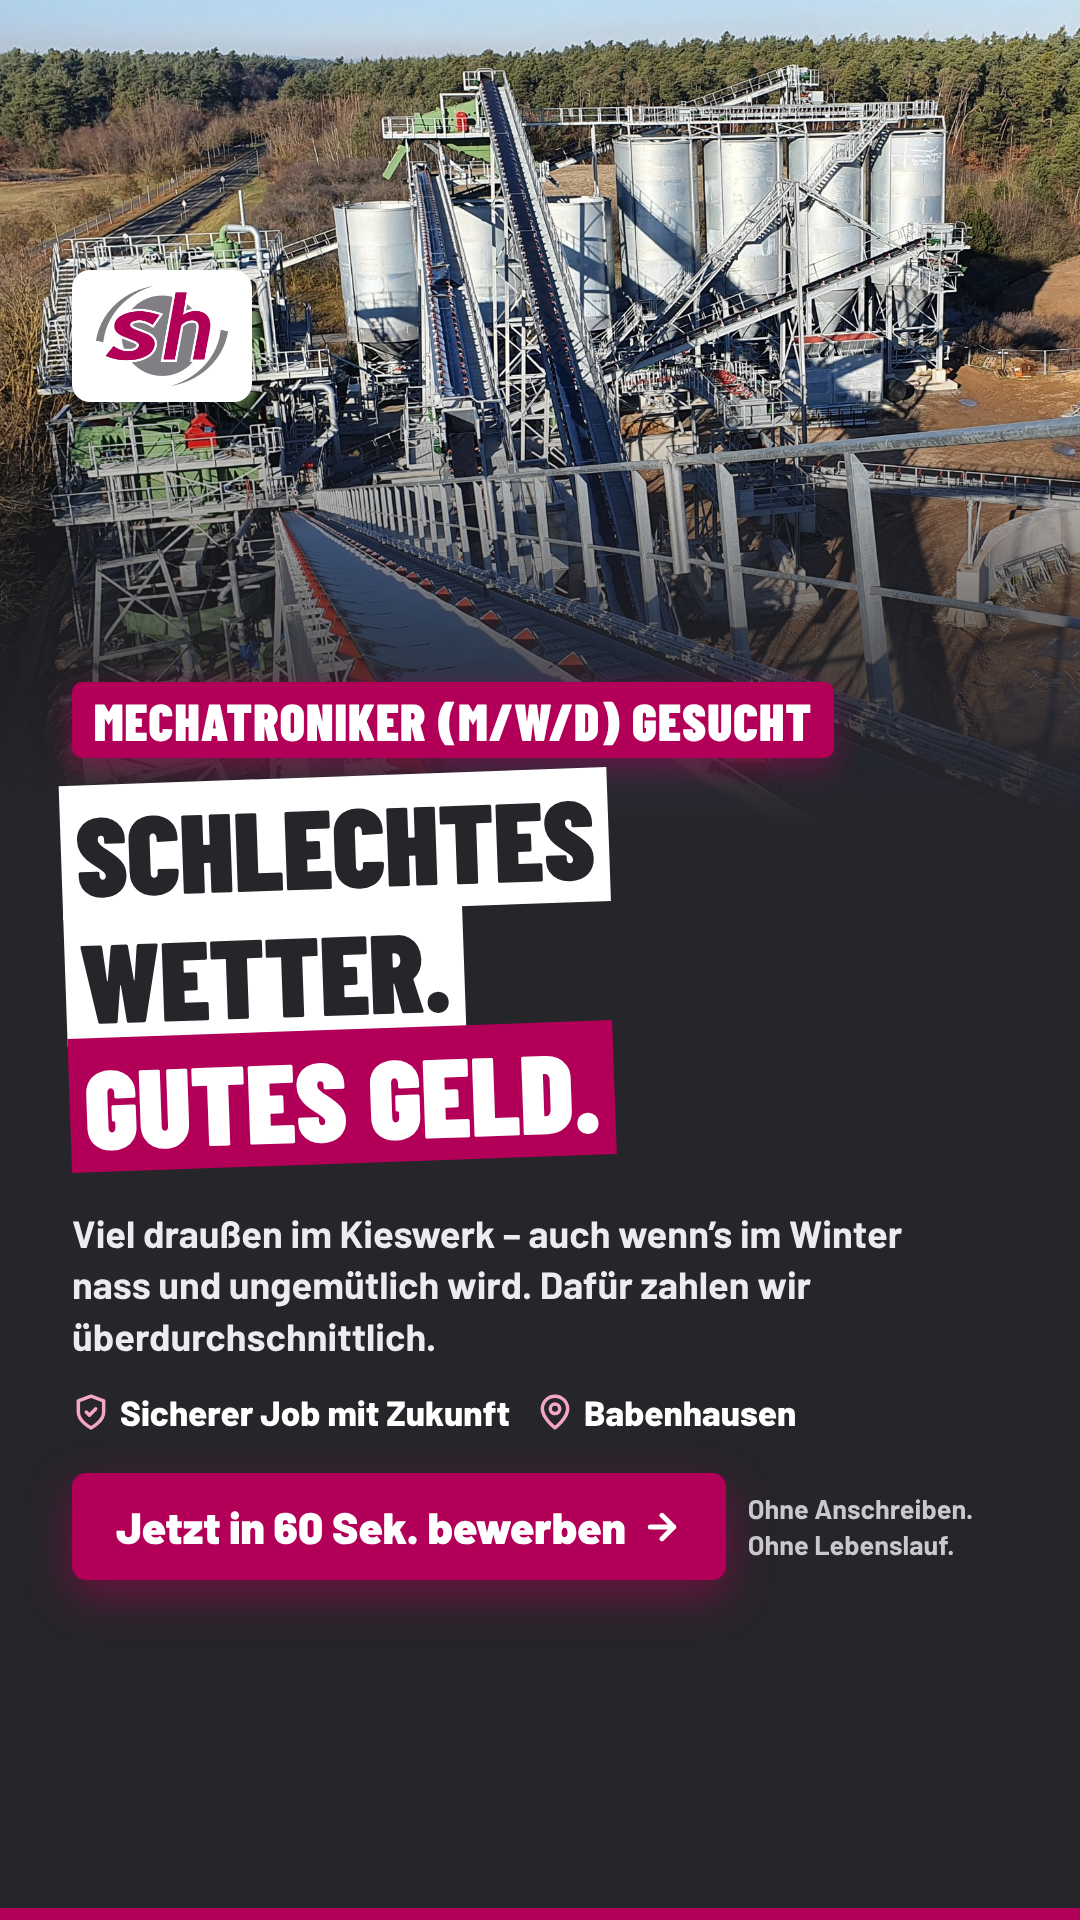 sh
MECHATRONIKER (M/W/D) GESUCHT
SCHLECHTES
WETTER.
GUTES GELD.
Viel draußen im Kieswerk – auch wenn’s im Winter
nass und ungemütlich wird. Dafür zahlen wir
überdurchschnittlich.
Sicherer Job mit Zukunft Babenhausen
Jetzt in 60 Sek. bewerben →
Ohne Anschreiben.
Ohne Lebenslauf.